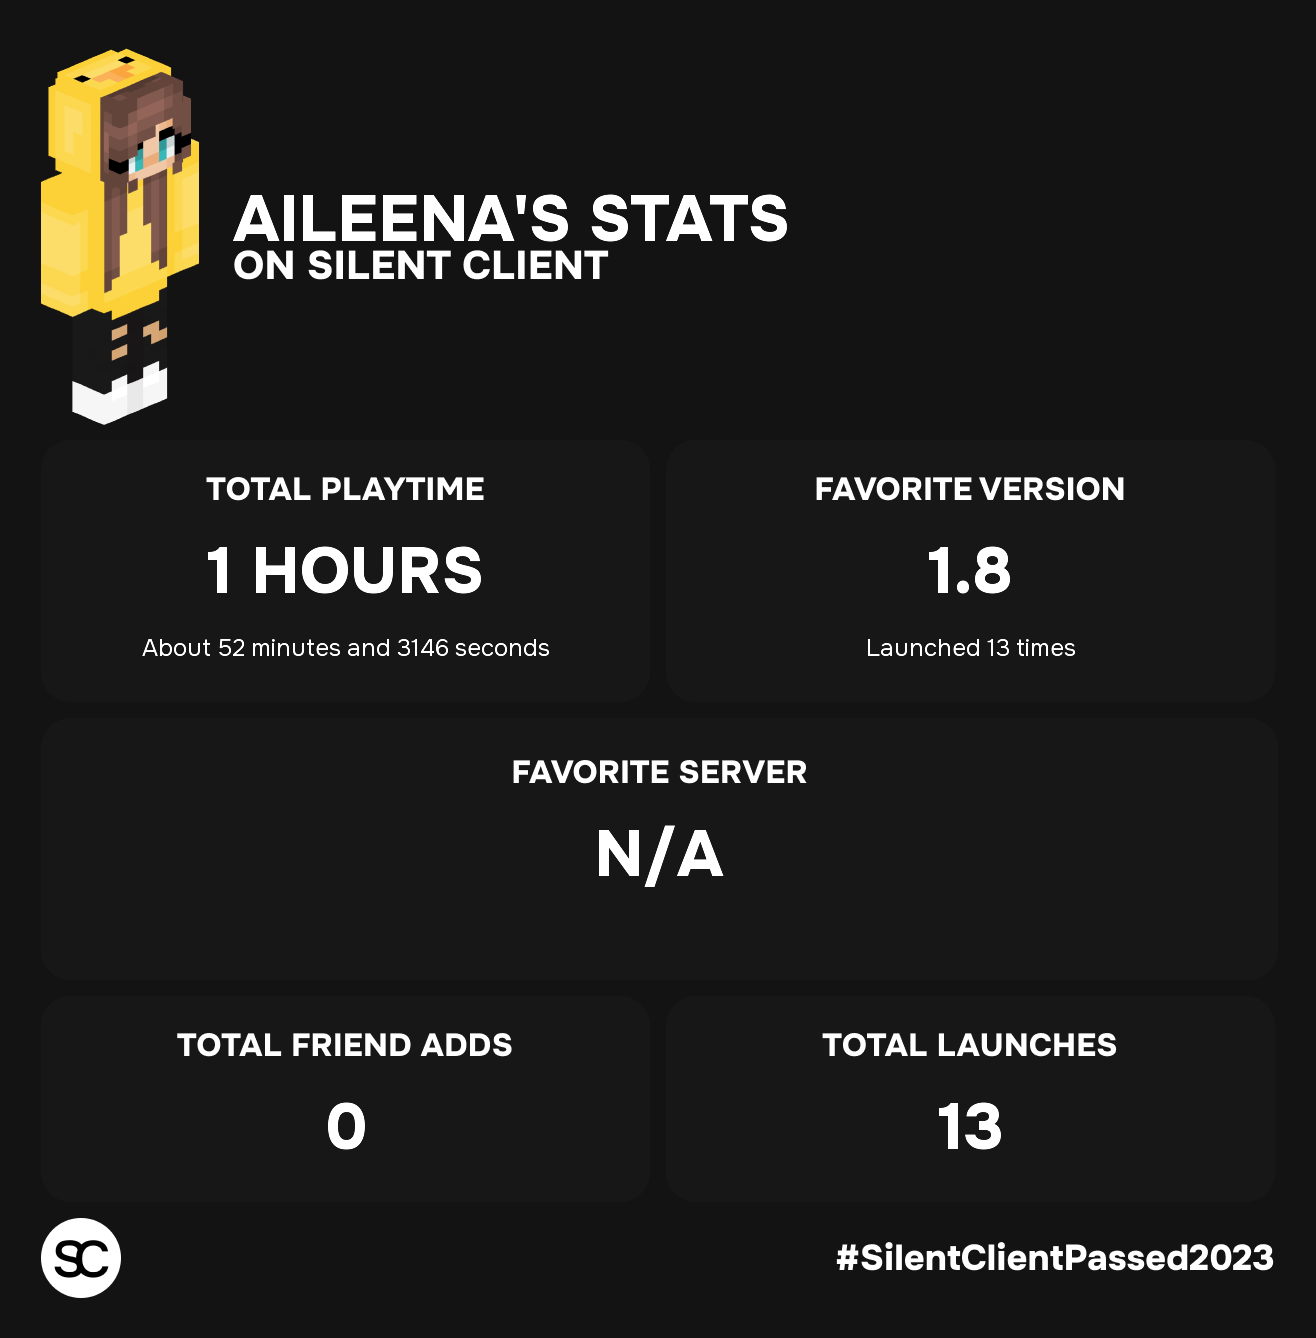 AILEENA'S STATS
ON SILENT CLIENT
TOTAL PLAYTIME
1 HOURS
About 52 minutes and 3146 seconds
FAVORITE VERSION
1.8
Launched 13 times
FAVORITE SERVER
N/A
TOTAL FRIEND ADDS
0
TOTAL LAUNCHES
13
SC
#SilentClientPassed2023